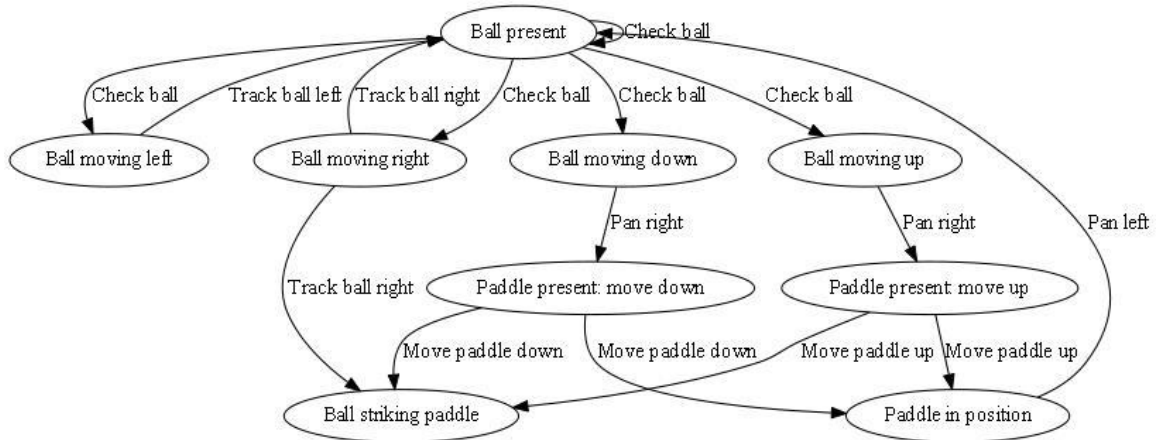 Ball present
Check ball
Check ball
Track ball left
Track ball right
Check ball
Check ball
Check ball
Ball moving left
Ball moving right
Ball moving down
Ball moving up
Pan right
Pan right
Pan left
Track ball right
Paddle present: move down
Paddle present: move up
Move paddle down
Move paddle down
Move paddle up
Move paddle up
Ball striking paddle
Paddle in position